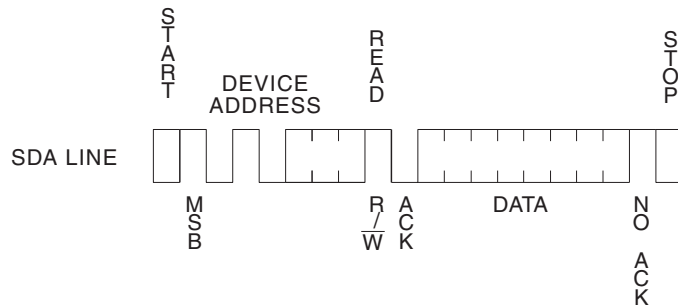 START
DEVICE
ADDRESS
READ
STOP
SDA LINE
MSB
R/W
ACK
DATA
NO ACK